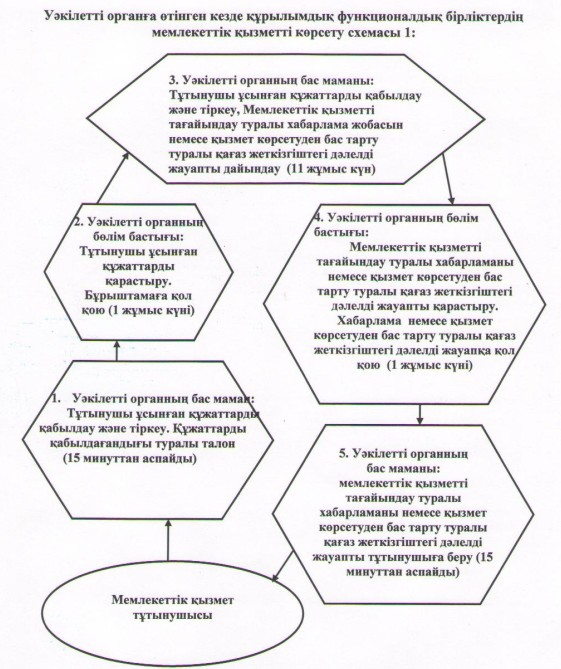 Уәкілетті органға өтінген кезде құрылымдық функционалдық бірліктердің
мемлекеттік қызметті көрсету схемасы 1:
3. Уәкілетті органның бас маманы:
Тұтынушы ұсынған құжаттарды қабылдау
және тіркеу, Мемлекеттік қызметті
тағайындау туралы хабарлама жобасын
немесе қызмет көрсетуден бас тарту
туралы қағаз жеткізгіштегі дәлелді
жауапты дайындау (11 жұмыс күн)
2. Уәкілетті органның
бөлім бастығы:
Тұтынушы ұсынған
құжаттарды
қарастыру.
Бұрыштамаға қол
қою (1 жұмыс күні)
4. Уәкілетті органның бөлім
бастығы:
Мемлекеттік қызметті
тағайындау туралы хабарламаны
немесе қызмет көрсетуден бас
тарту туралы қағаз жеткізгіштегі
дәлелді жауапты қарастыру.
Хабарлама немесе қызмет
көрсетуден бас тарту туралы қағаз
жеткізгіштегі дәлелді жауапқа қол
қою (1 жұмыс күні)
1. Уәкілетті органның бас маман:
Тұтынушы ұсынған құжаттарды
қабылдау және тіркеу. Құжаттарды
қабылдағандығы туралы талон
(15 минуттан аспайды)
5. Уәкілетті органның
бас маманы:
мемлекеттік қызметті
тағайындау туралы
хабарламаны немесе қызмет
көрсетуден бас тарту туралы
қағаз жеткізгіштегі дәлелді
жауапты тұтынушыға беру (15
минуттан аспайды)
Мемлекеттік қызмет
тұтынушысы